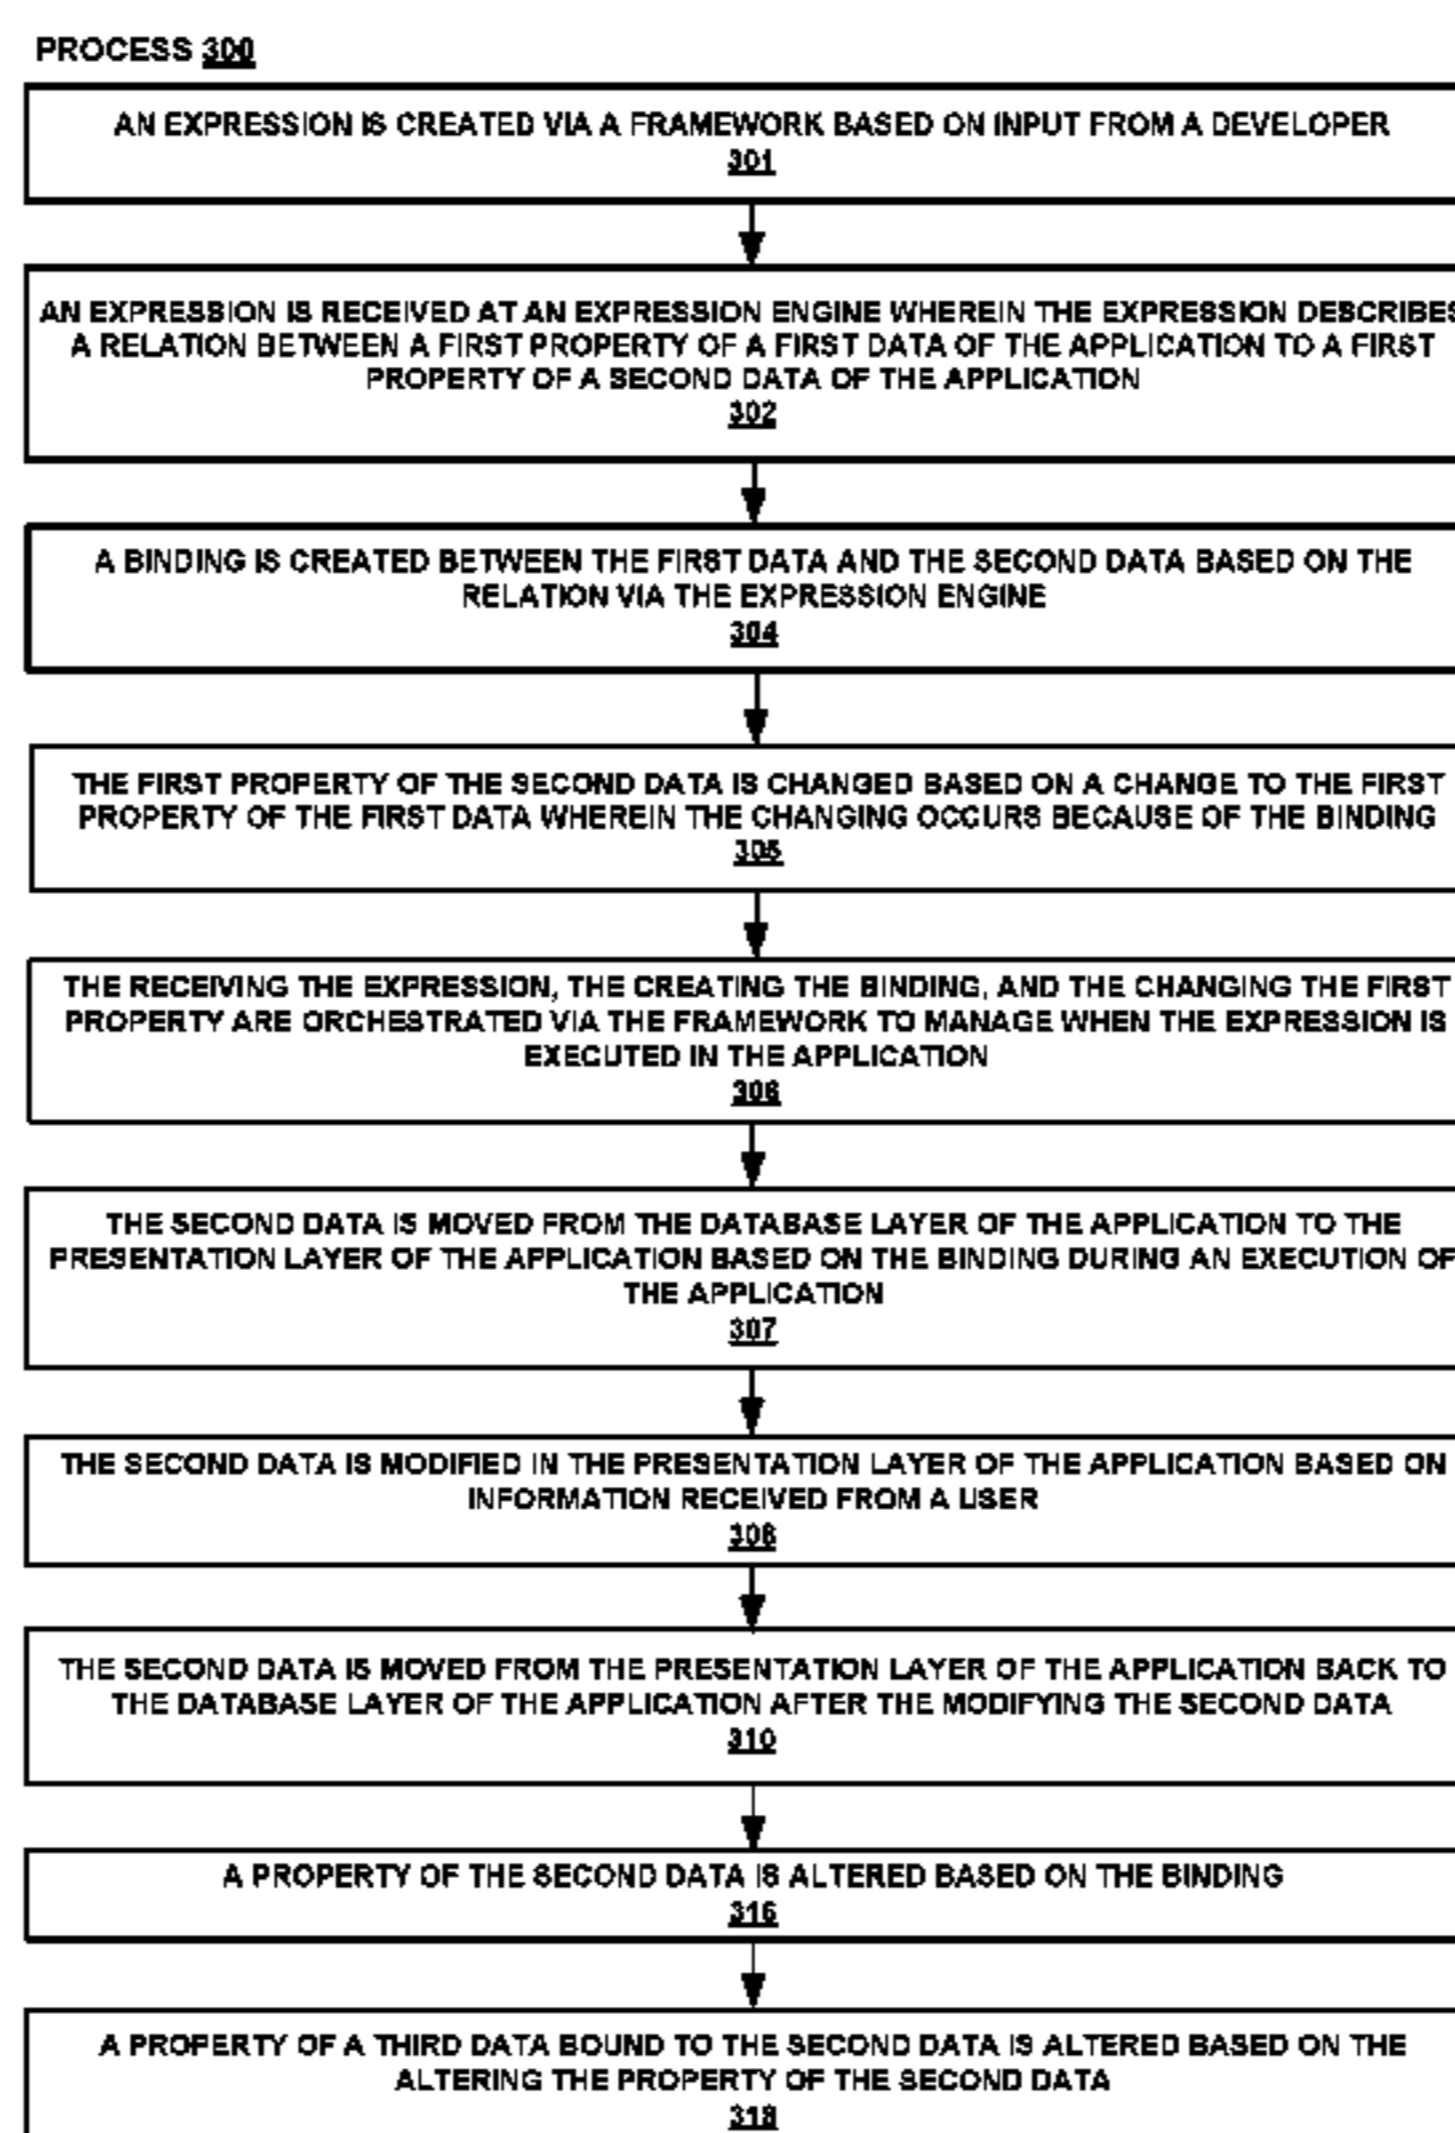 PROCESS 300
AN EXPRESSION IS CREATED VIA A FRAMEWORK BASED ON INPUT FROM A DEVELOPER
301
AN EXPRESSION IS RECEIVED AT AN EXPRESSION ENGINE WHEREIN THE EXPRESSION DESCRIBES
A RELATION BETWEEN A FIRST PROPERTY OF A FIRST DATA OF THE APPLICATION TO A FIRST
PROPERTY OF A SECOND DATA OF THE APPLICATION
302
A BINDING IS CREATED BETWEEN THE FIRST DATA AND THE SECOND DATA BASED ON THE
RELATION VIA THE EXPRESSION ENGINE
304
THE FIRST PROPERTY OF THE SECOND DATA IS CHANGED BASED ON A CHANGE TO THE FIRST
PROPERTY OF THE FIRST DATA WHEREIN THE CHANGING OCCURS BECAUSE OF THE BINDING
305
THE RECEIVING THE EXPRESSION, THE CREATING THE BINDING, AND THE CHANGING THE FIRST
PROPERTY ARE ORCHESTRATED VIA THE FRAMEWORK TO MANAGE WHEN THE EXPRESSION IS
EXECUTED IN THE APPLICATION
306
THE SECOND DATA IS MOVED FROM THE DATABASE LAYER OF THE APPLICATION TO THE
PRESENTATION LAYER OF THE APPLICATION BASED ON THE BINDING DURING AN EXECUTION OF
THE APPLICATION
307
THE SECOND DATA IS MODIFIED IN THE PRESENTATION LAYER OF THE APPLICATION BASED ON
INFORMATION RECEIVED FROM A USER
308
THE SECOND DATA IS MOVED FROM THE PRESENTATION LAYER OF THE APPLICATION BACK TO
THE DATABASE LAYER OF THE APPLICATION AFTER THE MODIFYING THE SECOND DATA
310
A PROPERTY OF THE SECOND DATA IS ALTERED BASED ON THE BINDING
316
A PROPERTY OF A THIRD DATA BOUND TO THE SECOND DATA IS ALTERED BASED ON THE
ALTERING THE PROPERTY OF THE SECOND DATA
318